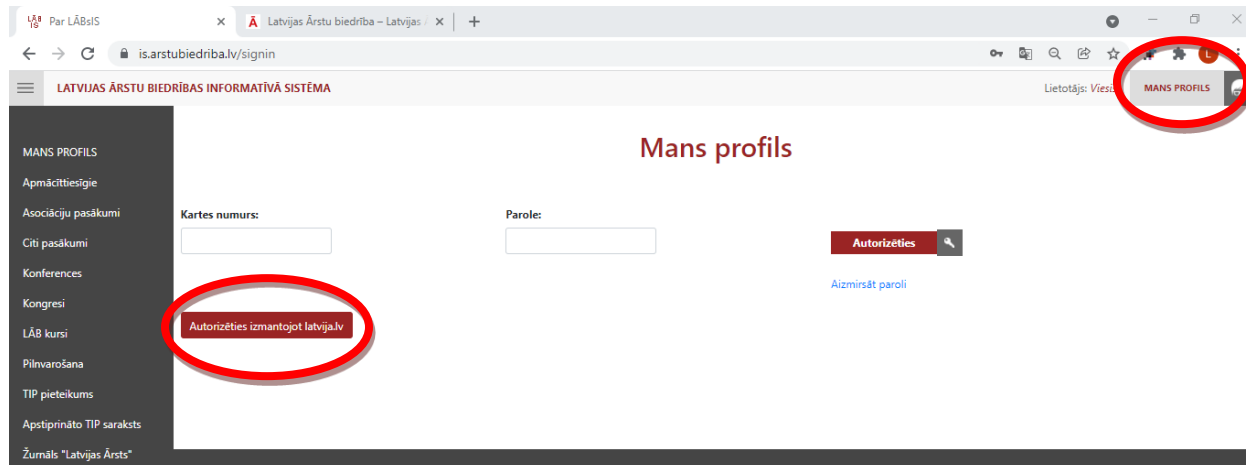 LĀB IS Par LĀBsIS
Latvijas Ārstu biedrība – Latvijas
is.arstubiedriba.lv/signin
L
LATVIJAS ĀRSTU BIEDRĪBAS INFORMATĪVĀ SISTĒMA
Lietotājs: Viesis
MANS PROFILS
MANS PROFILS
Apmācīttiesīgie
Asociāciju pasākumi
Citi pasākumi
Konferences
Kongresi
LĀB kursi
Pilnvarošana
TIP pieteikums
Apstiprināto TIP saraksts
Žurnāls "Latvijas Ārsts"
Mans profils
Kartes numurs:
Parole:
Autorizēties
Aizmirsāt paroli
Autorizēties izmantojot latvija.lv